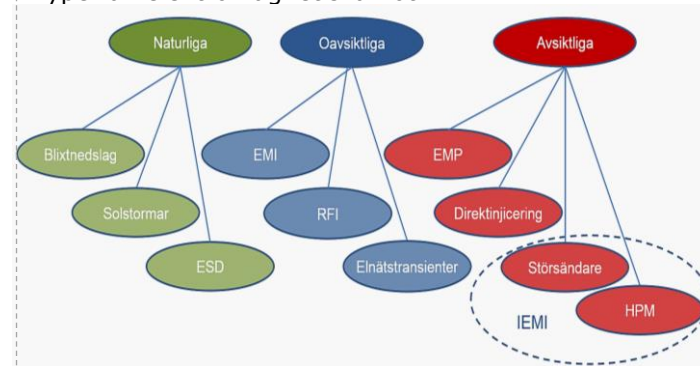 Naturliga
Oavsiktliga
Avsiktliga
Blixtnedslag
EMI
EMP
Solstormar
RFI
Direktinjicering
ESD
Elnätstransienter
Störsändare
IEMI
HPM